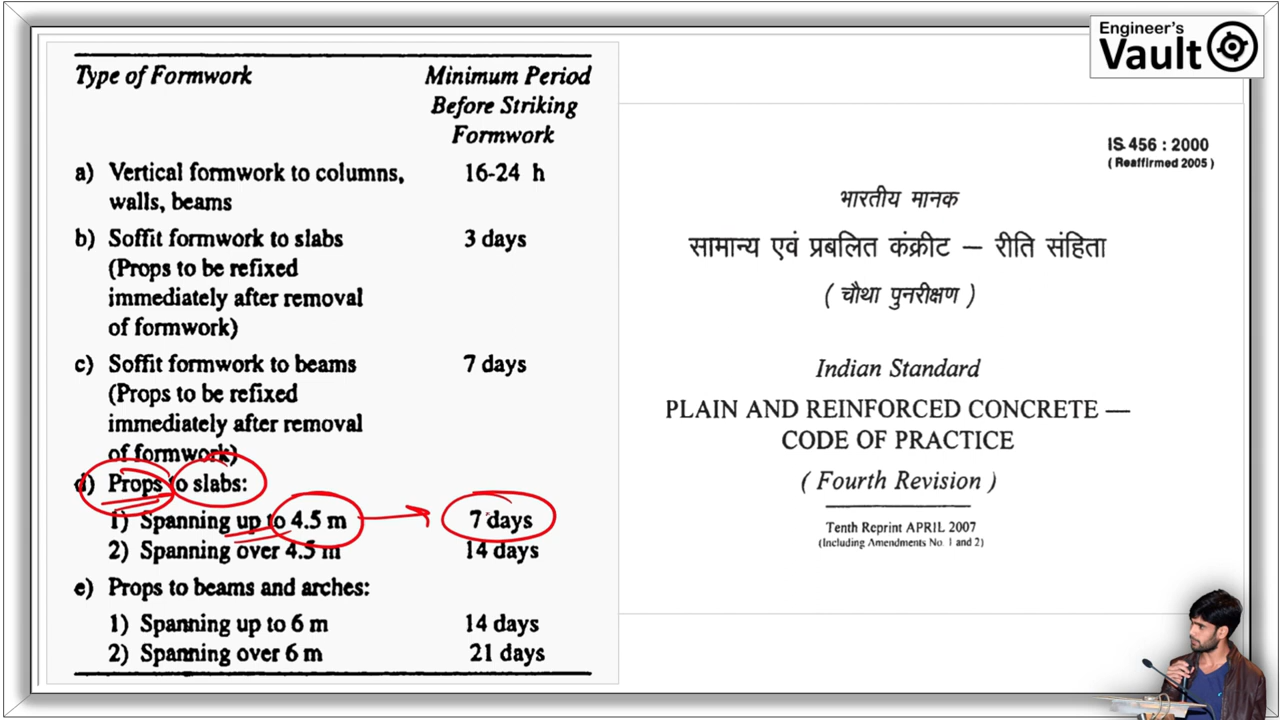 Engineer's
Vault
Type of Formwork Minimum Period
Before Striking
Formwork
a) Vertical formwork to columns, 16-24 h
walls, beams
b) Soffit formwork to slabs 3 days
(Props to be refixed
immediately after removal
of formwork)
c) Soffit formwork to beams 7 days
(Props to be refixed
immediately after removal
of formwork)
d) Props to slabs:
1) Spanning up to 4.5 m 7 days
2) Spanning over 4.5 m 14 days
e) Props to beams and arches:
1) Spanning up to 6 m 14 days
2) Spanning over 6 m 21 days
IS 456 : 2000
( Reaffirmed 2005 )
भारतीय मानक
सामान्य एवं प्रबलित कंक्रीट — रीति संहिता
( चौथा पुनरीक्षण )
Indian Standard
PLAIN AND REINFORCED CONCRETE —
CODE OF PRACTICE
( Fourth Revision )
Tenth Reprint APRIL 2007
(Including Amendments No. 1 and 2)